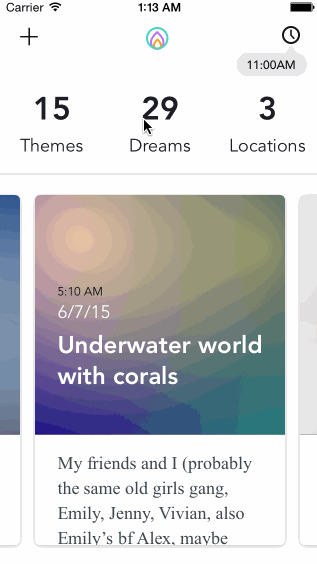 Carrier 1:13 AM
11:00AM
15 29 3
Themes Dreams Locations
5:10 AM
6/7/15
Underwater world
with corals
My friends and I (probably
the same old girls gang,
Emily, Jenny, Vivian, also
Emily’s bf Alex, maybe